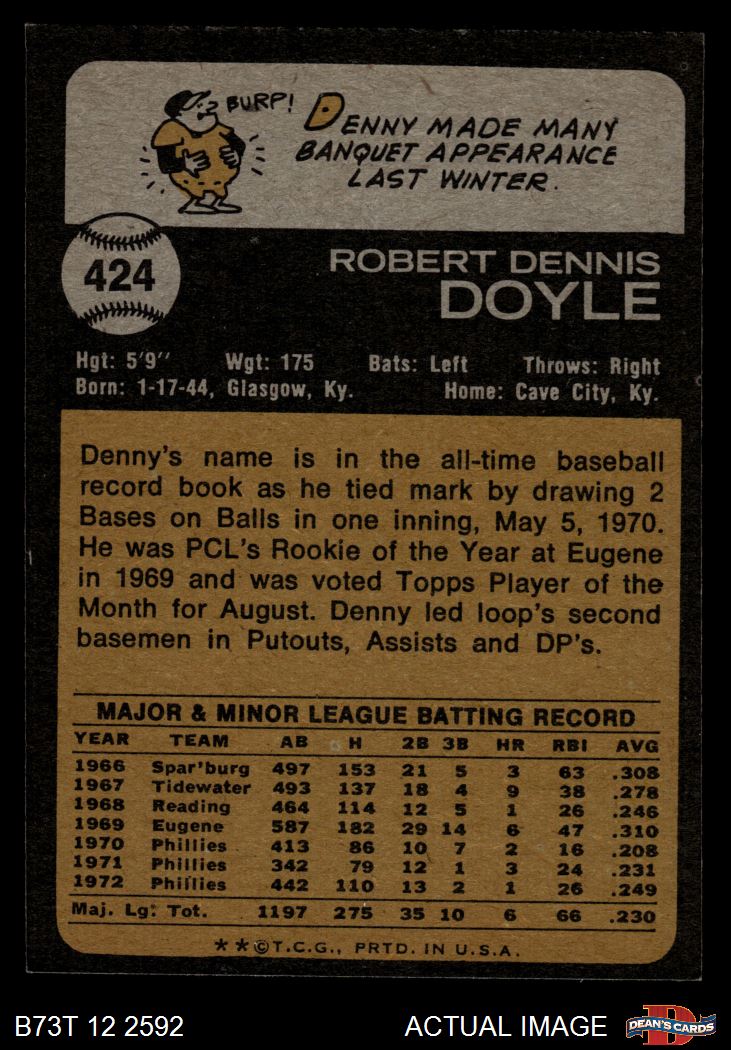 BURP! DENNY MADE MANY
BANQUET APPEARANCE
LAST WINTER.
424
ROBERT DENNIS
DOYLE
Hgt: 5'9" Wgt: 175 Bats: Left Throws: Right
Born: 1-17-44, Glasgow, Ky. Home: Cave City, Ky.
Denny's name is in the all-time baseball
record book as he tied mark by drawing 2
Bases on Balls in one inning, May 5, 1970.
He was PCL's Rookie of the Year at Eugene
in 1969 and was voted Topps Player of the
Month for August. Denny led loop's second
basemen in Putouts, Assists and DP's.
MAJOR & MINOR LEAGUE BATTING RECORD
YEAR TEAM AB H 2B 3B HR RBI AVG
1966 Spar'burg 497 153 21 5 3 63 .308
1967 Tidewater 493 137 18 4 9 38 .278
1968 Reading 464 114 12 5 1 26 .246
1969 Eugene 587 182 29 14 6 47 .310
1970 Phillies 413 86 10 7 2 16 .208
1971 Phillies 342 79 12 1 3 24 .231
1972 Phillies 442 110 13 2 1 26 .249
Maj. Lg. Tot. 1197 275 35 10 6 66 .230
**©T.C.G., PRTD. IN U.S.A.
B73T 12 2592 ACTUAL IMAGE DEAN'S CARDS